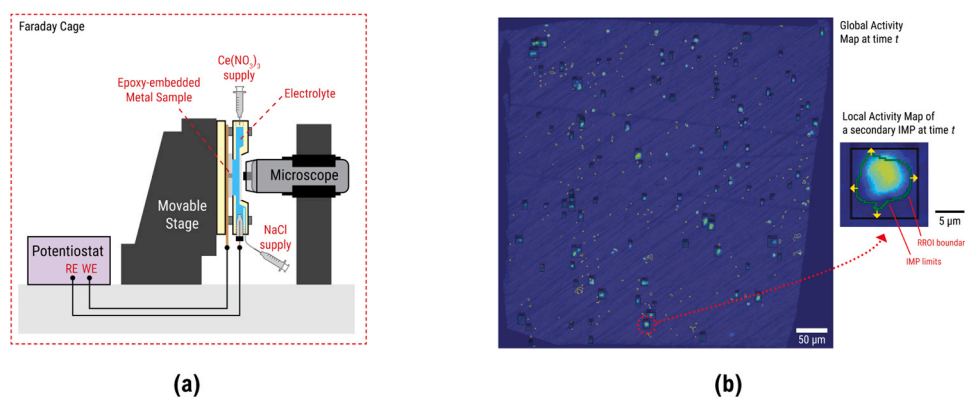 Faraday Cage
Ce(NO3)3
supply
Epoxy-embedded
Metal Sample
Electrolyte
Microscope
Movable
Stage
NaCl
supply
Potentiostat
RE WE
(a)
Global Activity
Map at time t
Local Activity Map of
a secondary IMP at time t
5 µm
RROI boundar
IMP limits
50 µm
(b)